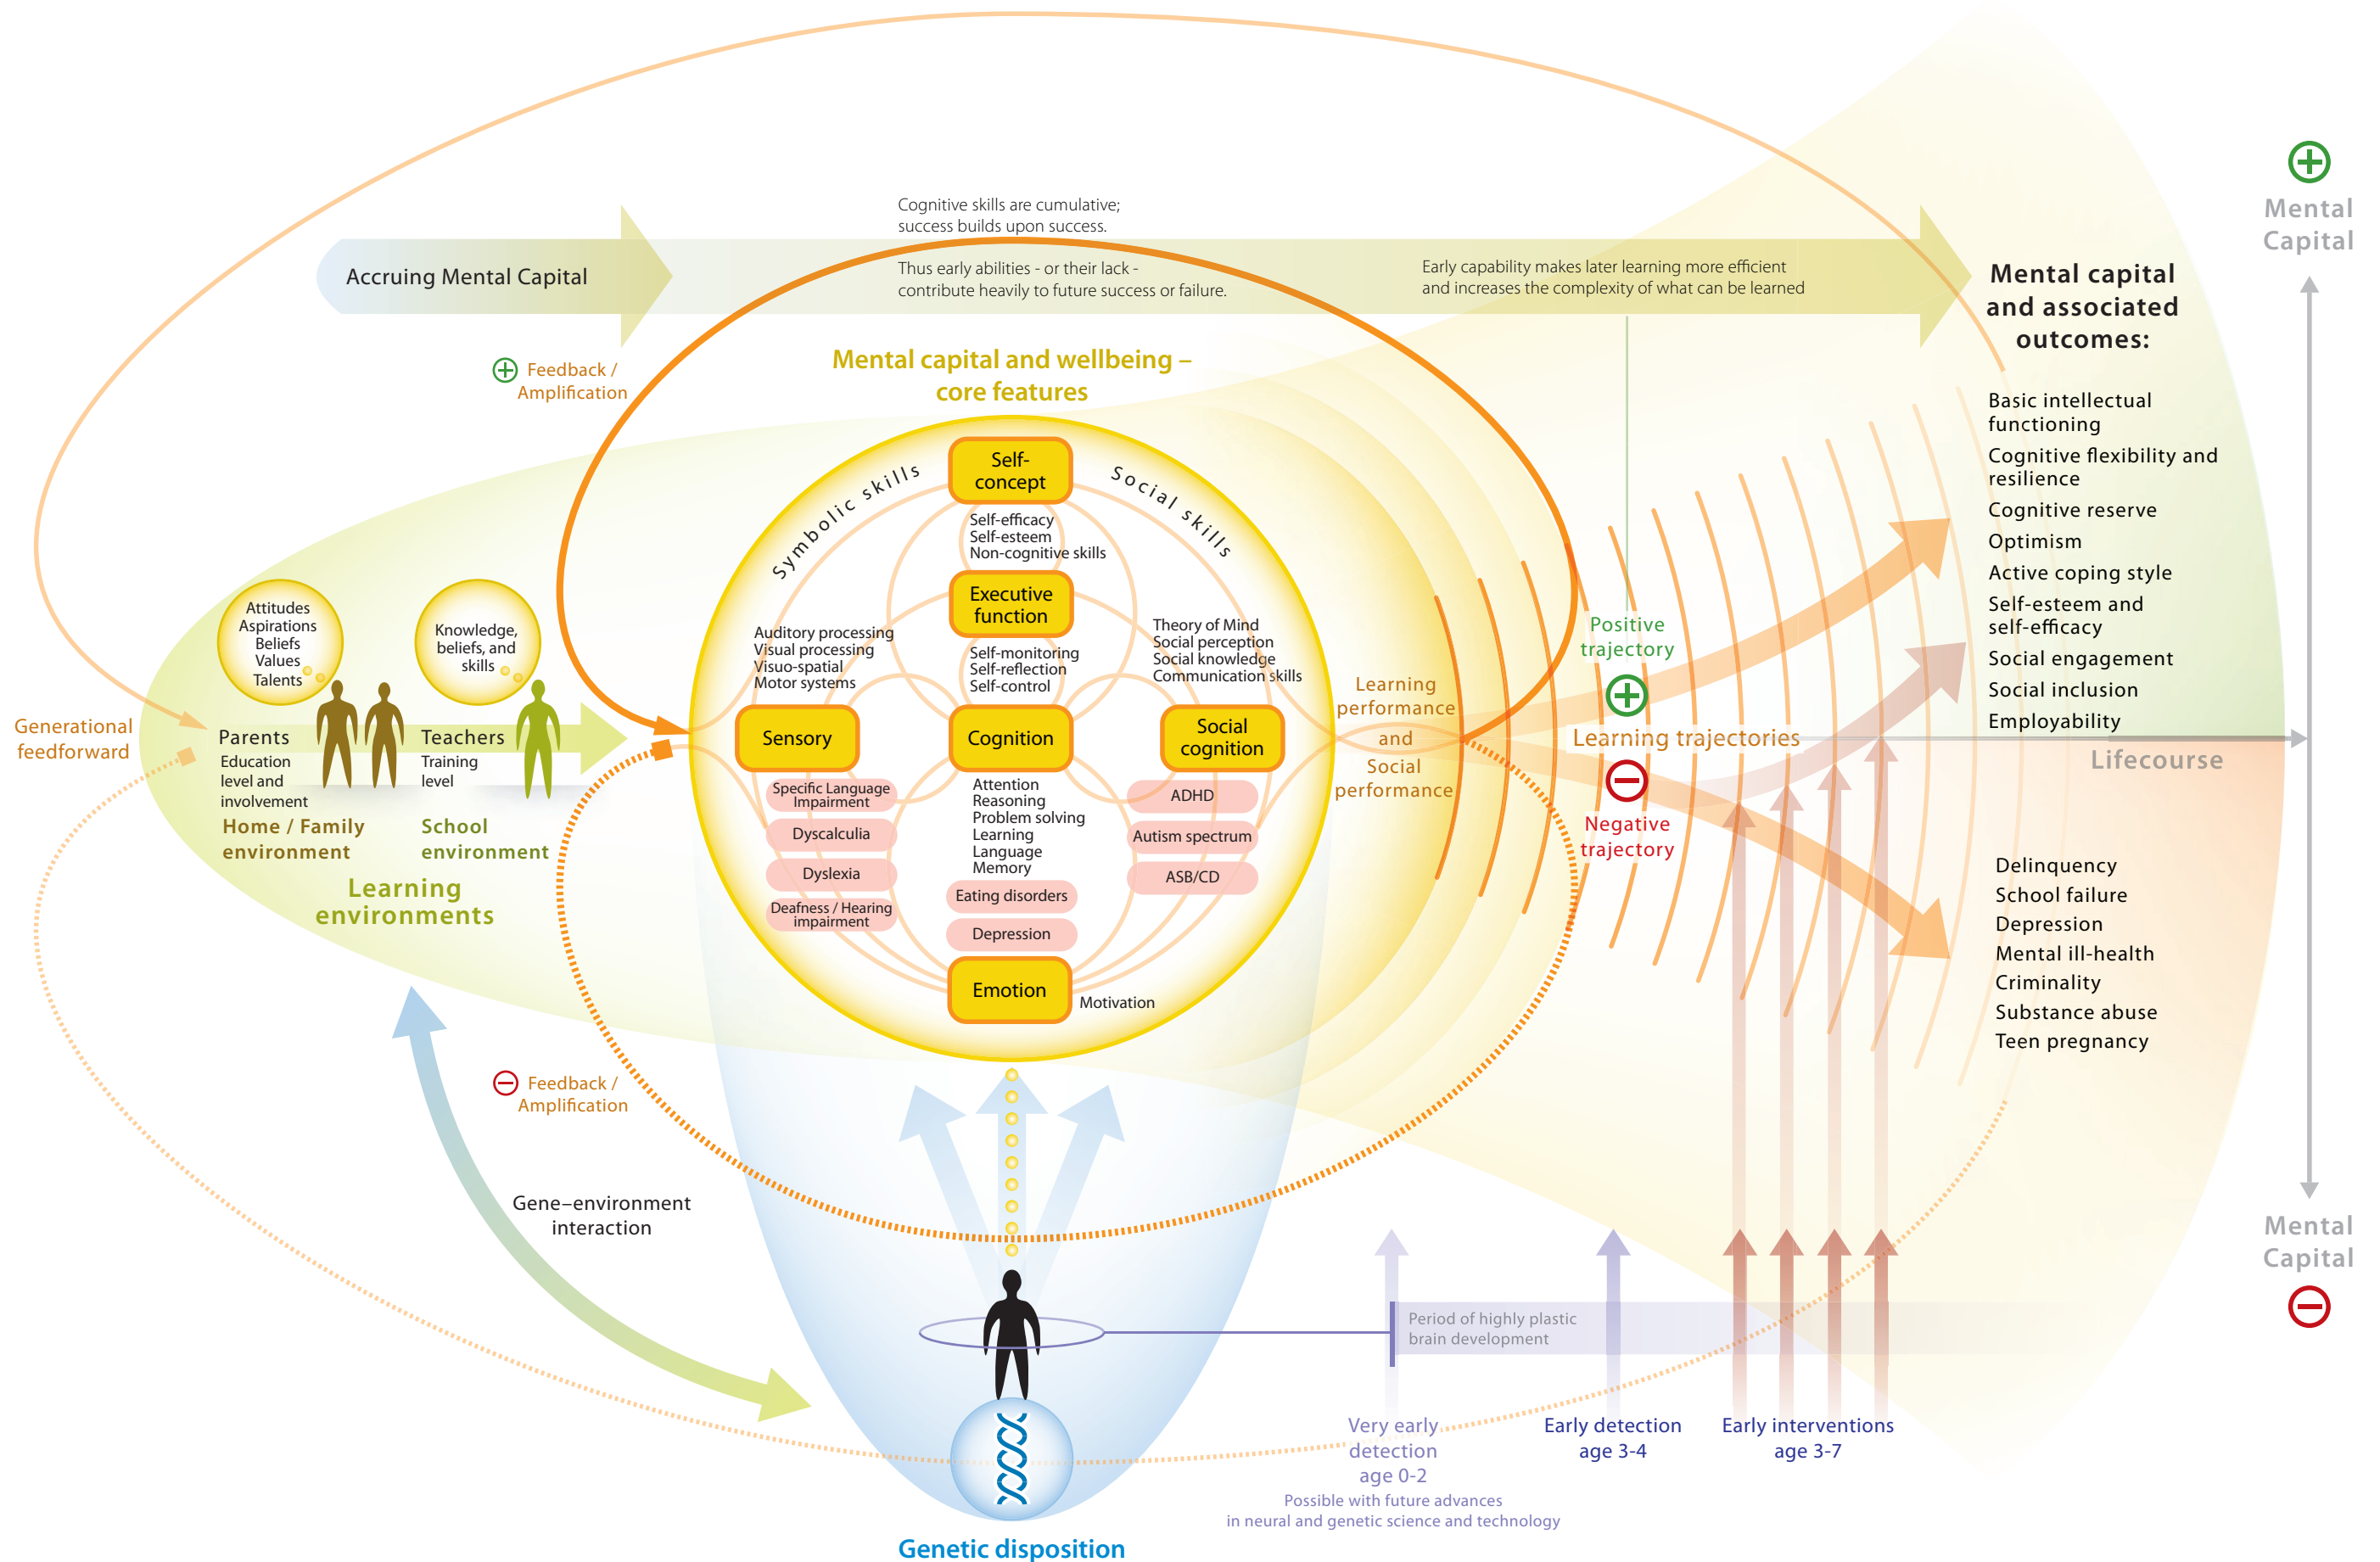 Mental
Capital
Cognitive skills are cumulative;
success builds upon success.
Accruing Mental Capital
Thus early abilities - or their lack -
contribute heavily to future success or failure.
Early capability makes later learning more efficient
and increases the complexity of what can be learned
Mental capital
and associated
outcomes:
Feedback /
Amplification
Mental capital and wellbeing –
core features
Basic intellectual
functioning
Cognitive flexibility and
resilience
Cognitive reserve
Optimism
Active coping style
Self-esteem and
self-efficacy
Social engagement
Social inclusion
Employability
Symbolic skills
Social skills
Self-
concept
Self-efficacy
Self-esteem
Non-cognitive skills
Executive
function
Self-monitoring
Self-reflection
Self-control
Auditory processing
Visual processing
Visuo-spatial
Motor systems
Theory of Mind
Social perception
Social knowledge
Communication skills
Attitudes
Aspirations
Beliefs
Values
Talents
Knowledge,
beliefs, and
skills
Generational
feedforward
Parents
Education
level and
involvement
Home / Family
environment
Teachers
Training
level
School
environment
Learning
environments
Sensory
Cognition
Social
cognition
Specific Language
Impairment
Dyscalculia
Dyslexia
Deafness / Hearing
impairment
Attention
Reasoning
Problem solving
Learning
Language
Memory
Eating disorders
Depression
ADHD
Autism spectrum
ASB/CD
Emotion
Motivation
Learning
performance
and
Social
performance
Positive
trajectory
Learning trajectories
Negative
trajectory
Lifecourse
Delinquency
School failure
Depression
Mental ill-health
Criminality
Substance abuse
Teen pregnancy
Feedback /
Amplification
Gene–environment
interaction
Mental
Capital
Period of highly plastic
brain development
Very early
detection
age 0-2
Possible with future advances
in neural and genetic science and technology
Early detection
age 3-4
Early interventions
age 3-7
Genetic disposition